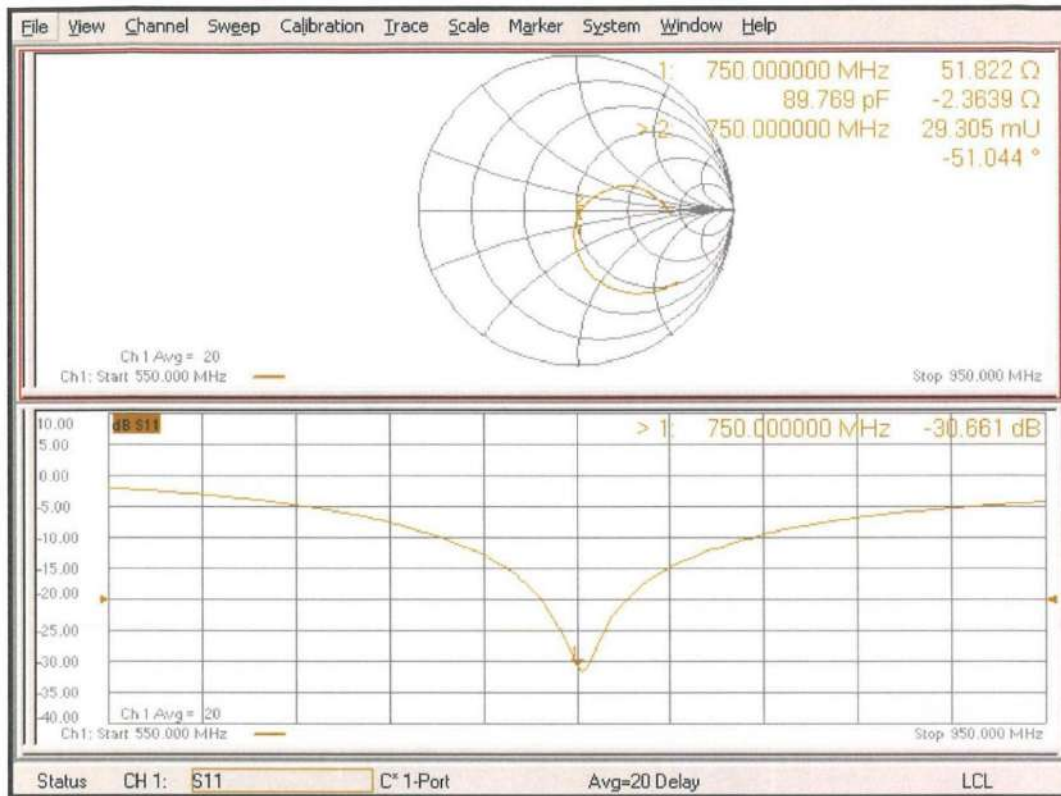 File View Channel Sweep Calibration Trace Scale Marker System Window Help
1: 750.000000 MHz 51.822 Ω
89.769 pF -2.3639 Ω
> 2: 750.000000 MHz 29.305 mU
-51.044 °
Ch 1 Avg = 20
Ch1: Start 550.000 MHz
Stop 950.000 MHz
10.00
dB S11
> 1: 750.000000 MHz -30.661 dB
5.00
0.00
-5.00
-10.00
-15.00
-20.00
-25.00
-30.00
-35.00
-40.00
Ch 1 Avg = 20
Ch1: Start 550.000 MHz
Stop 950.000 MHz
Status CH 1: S11 C* 1-Port Avg=20 Delay LCL